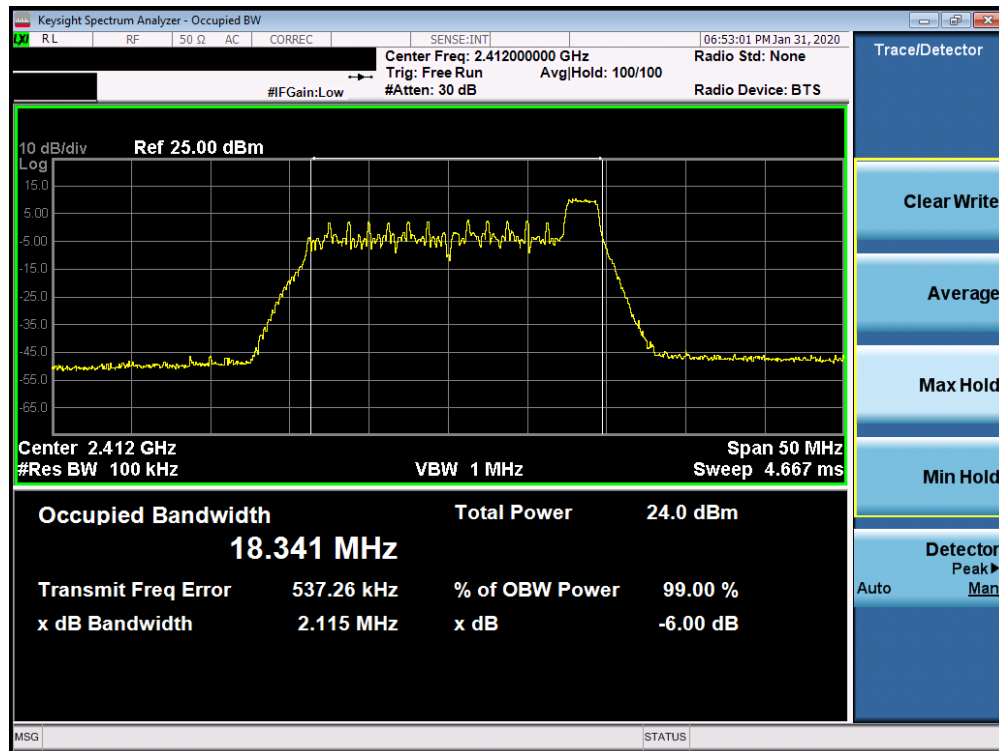 Keysight Spectrum Analyzer - Occupied BW
LXI RL RF 50 Ω AC CORREC SENSE:INT 06:53:01 PM Jan 31, 2020
Center Freq: 2.412000000 GHz Radio Std: None
Trig: Free Run Avg|Hold: 100/100
#IFGain:Low #Atten: 30 dB Radio Device: BTS
Trace/Detector
10 dB/div Ref 25.00 dBm
Log
15.0
5.00
-5.00
-15.0
-25.0
-35.0
-45.0
-55.0
-65.0
Center 2.412 GHz Span 50 MHz
#Res BW 100 kHz VBW 1 MHz Sweep 4.667 ms
Occupied Bandwidth Total Power 24.0 dBm
18.341 MHz
Transmit Freq Error 537.26 kHz % of OBW Power 99.00 %
x dB Bandwidth 2.115 MHz x dB -6.00 dB
Clear Write
Average
Max Hold
Min Hold
Detector
Peak▶
Auto Man
MSG STATUS